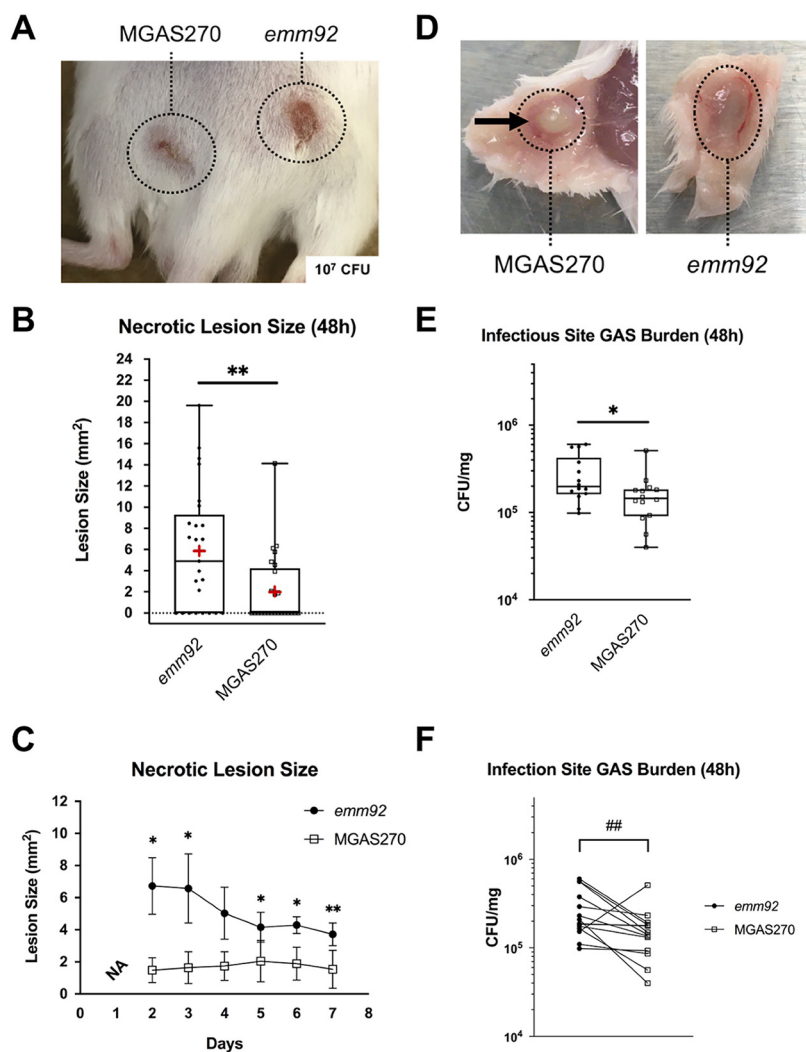 A
MGAS270
emm92
10⁷ CFU
B
Necrotic Lesion Size (48h)
Lesion Size (mm²)
24
22
20
18
16
14
12
10
8
6
4
2
0
**
emm92
MGAS270
C
Necrotic Lesion Size
Lesion Size (mm²)
12
10
8
6
4
2
0
NA
*
*
*
*
**
emm92
MGAS270
0 1 2 3 4 5 6 7 8
Days
D
MGAS270
emm92
E
Infectious Site GAS Burden (48h)
CFU/mg
10⁶
10⁵
10⁴
*
emm92
MGAS270
F
Infection Site GAS Burden (48h)
CFU/mg
10⁶
10⁵
10⁴
##
emm92
MGAS270